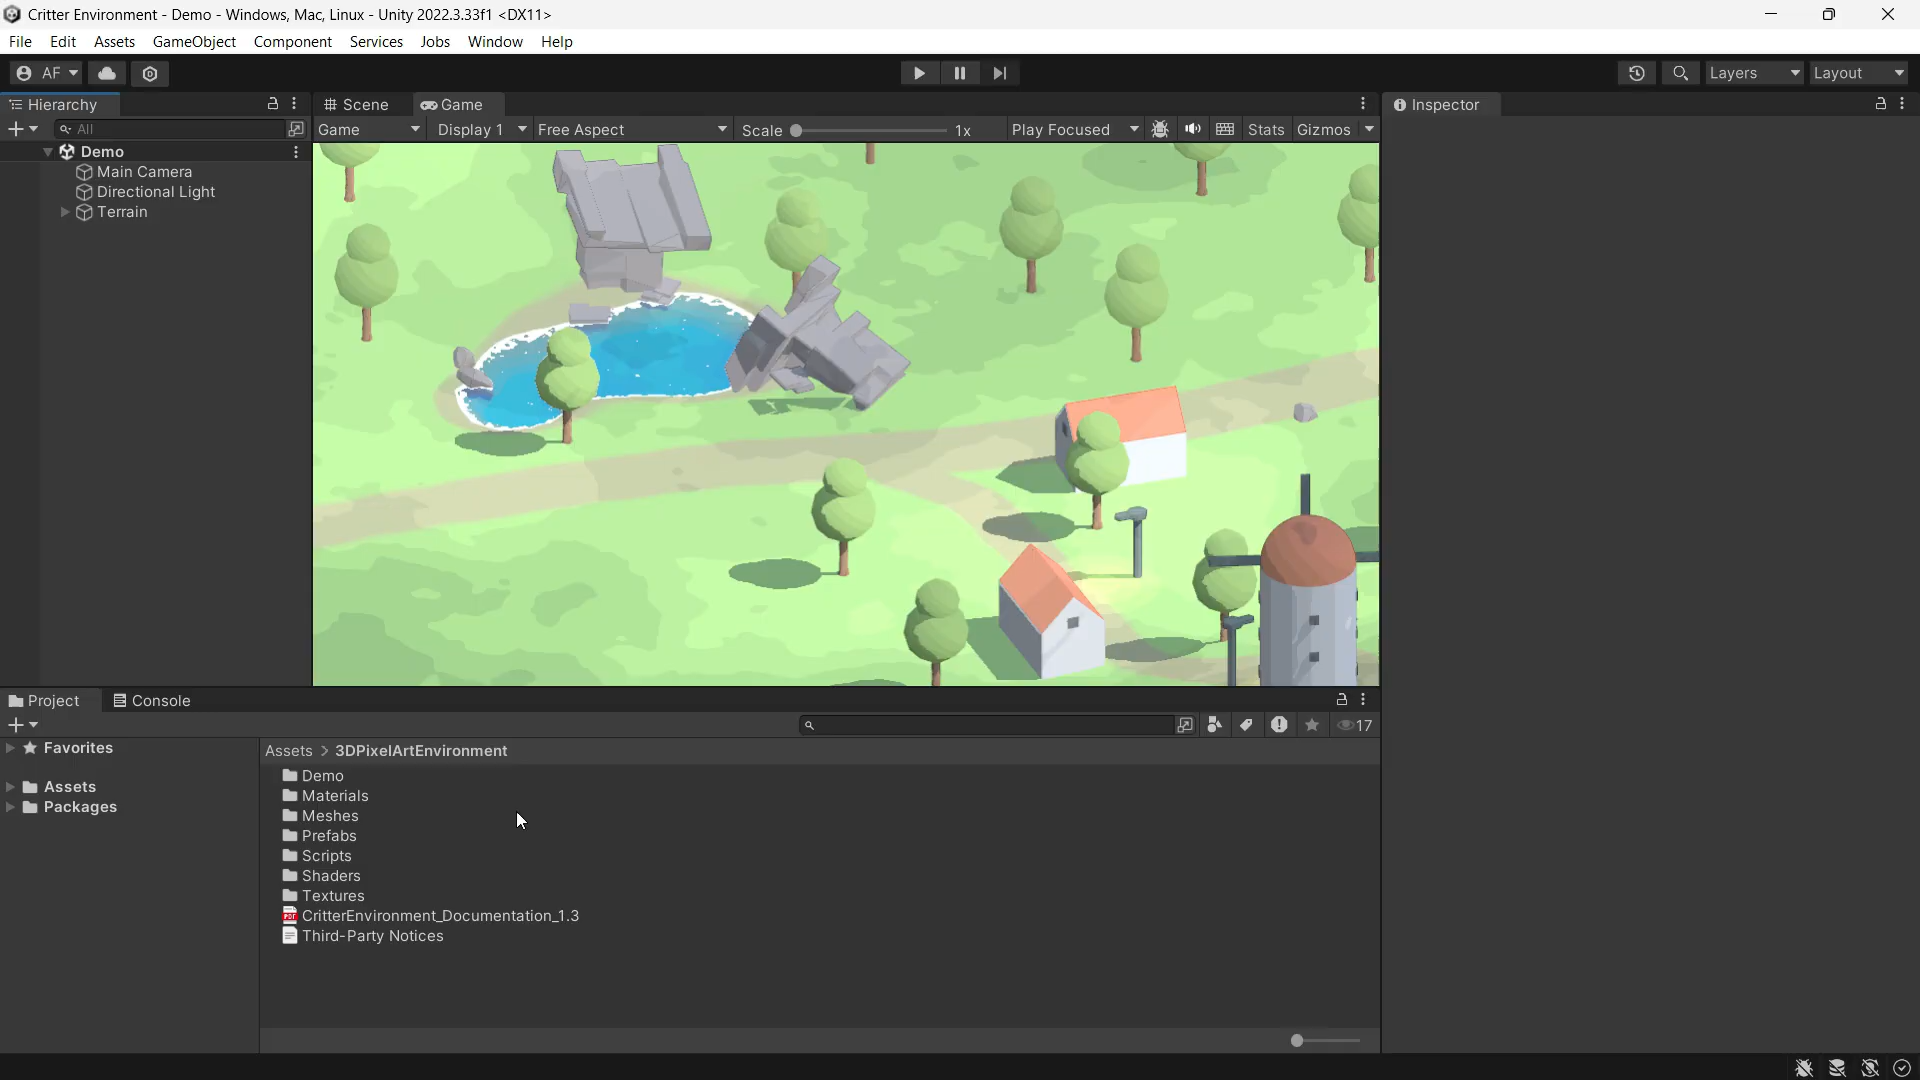 Critter Environment - Demo - Windows, Mac, Linux - Unity 2022.3.33f1 <DX11>
File Edit Assets GameObject Component Services Jobs Window Help
AF Layers Layout
Hierarchy Scene Game Inspector
All Game Display 1 Free Aspect Scale 1x Play Focused Stats Gizmos
Demo
Main Camera
Directional Light
Terrain
Project Console
17
Favorites
Assets > 3DPixelArtEnvironment
Demo
Assets
Materials
Packages
Meshes
Prefabs
Scripts
Shaders
Textures
PDF CritterEnvironment_Documentation_1.3
Third-Party Notices